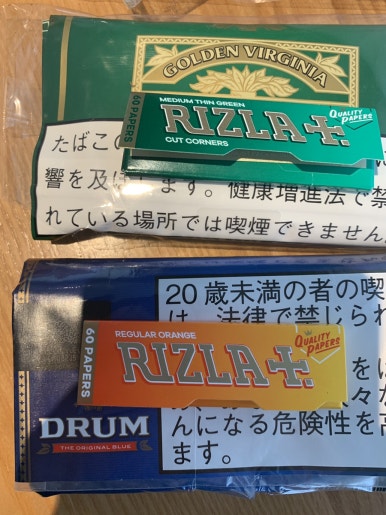 GOLDEN VIRGINIA
60 PAPERS
MEDIUM THIN GREEN
RIZLA+.
QUALITY PAPERS
CUT CORNERS
たばこの
響を及ぼします。健康増進法で禁
れている場所では喫煙できません
20歳未満の者の喫
は、法律で禁じられ
60 PAPERS
REGULAR ORANGE
RIZLA+.
QUALITY PAPERS
をは
んになる危険性を高
ます。
DRUM
THE ORIGINAL BLUE